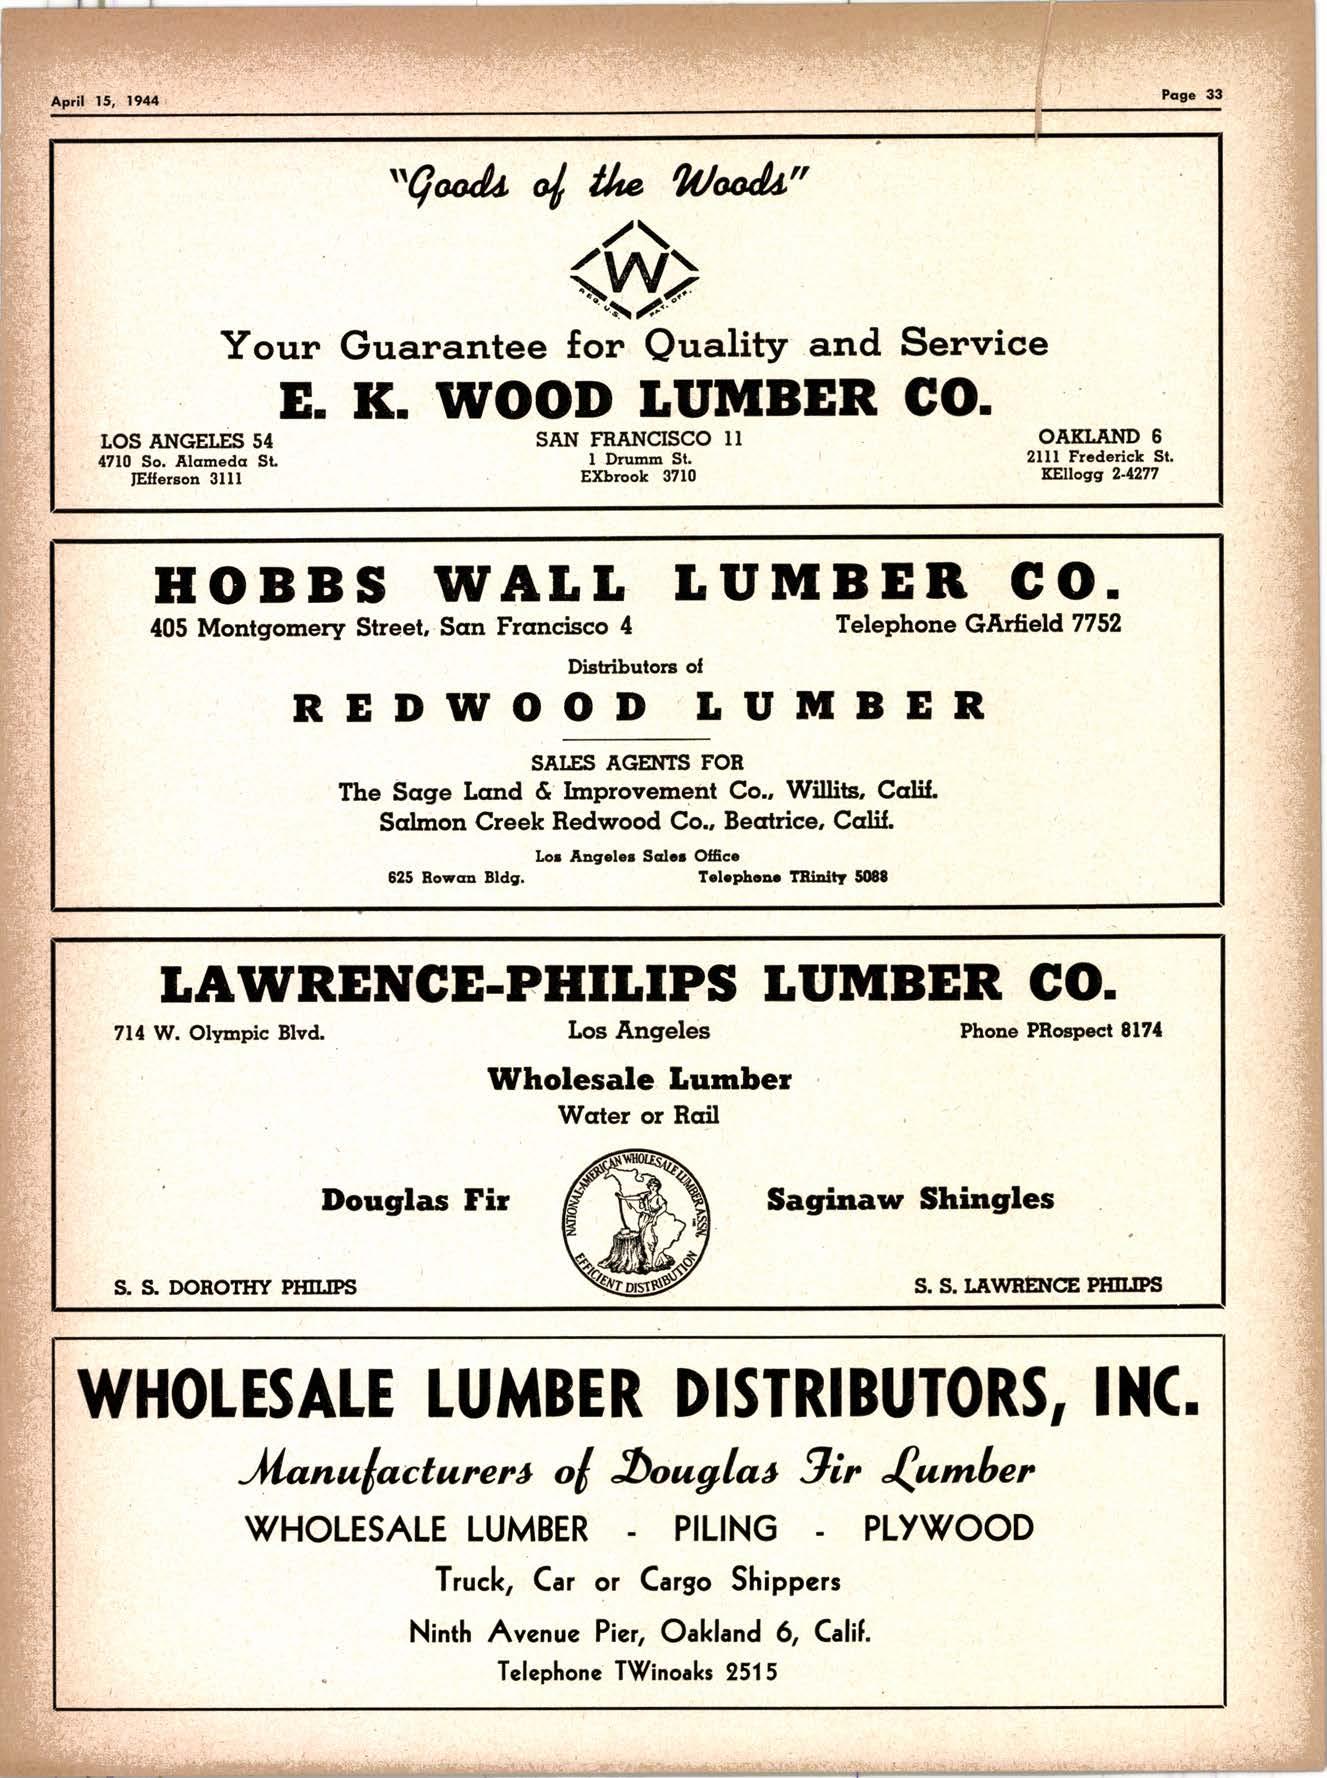 April 15, 1944 Page 33
"Goods of the Woods"
W
REG. U.S. PAT. OFF.
Your Guarantee for Quality and Service
E. K. WOOD LUMBER CO.
LOS ANGELES 54 SAN FRANCISCO 11 OAKLAND 6
4710 So. Alameda St. 1 Drumm St. 2111 Frederick St.
JEfferson 3111 EXbrook 3710 KEllogg 2-4277
HOBBS WALL LUMBER CO.
405 Montgomery Street, San Francisco 4 Telephone GArfield 7752
Distributors of
REDWOOD LUMBER
SALES AGENTS FOR
The Sage Land & Improvement Co., Willits, Calif.
Salmon Creek Redwood Co., Beatrice, Calif.
Los Angeles Sales Office
625 Rowan Bldg. Telephone TRinity 5088
LAWRENCE-PHILIPS LUMBER CO.
714 W. Olympic Blvd. Los Angeles Phone PRospect 8174
Wholesale Lumber
Water or Rail
NATIONAL-AMERICAN WHOLESALE LUMBER ASSN.
Douglas Fir Saginaw Shingles
EFFICIENT DISTRIBUTION
S. S. DOROTHY PHILIPS S. S. LAWRENCE PHILIPS
WHOLESALE LUMBER DISTRIBUTORS, INC.
Manufacturers of Douglas Fir Lumber
WHOLESALE LUMBER - PILING - PLYWOOD
Truck, Car or Cargo Shippers
Ninth Avenue Pier, Oakland 6, Calif.
Telephone TWinoaks 2515